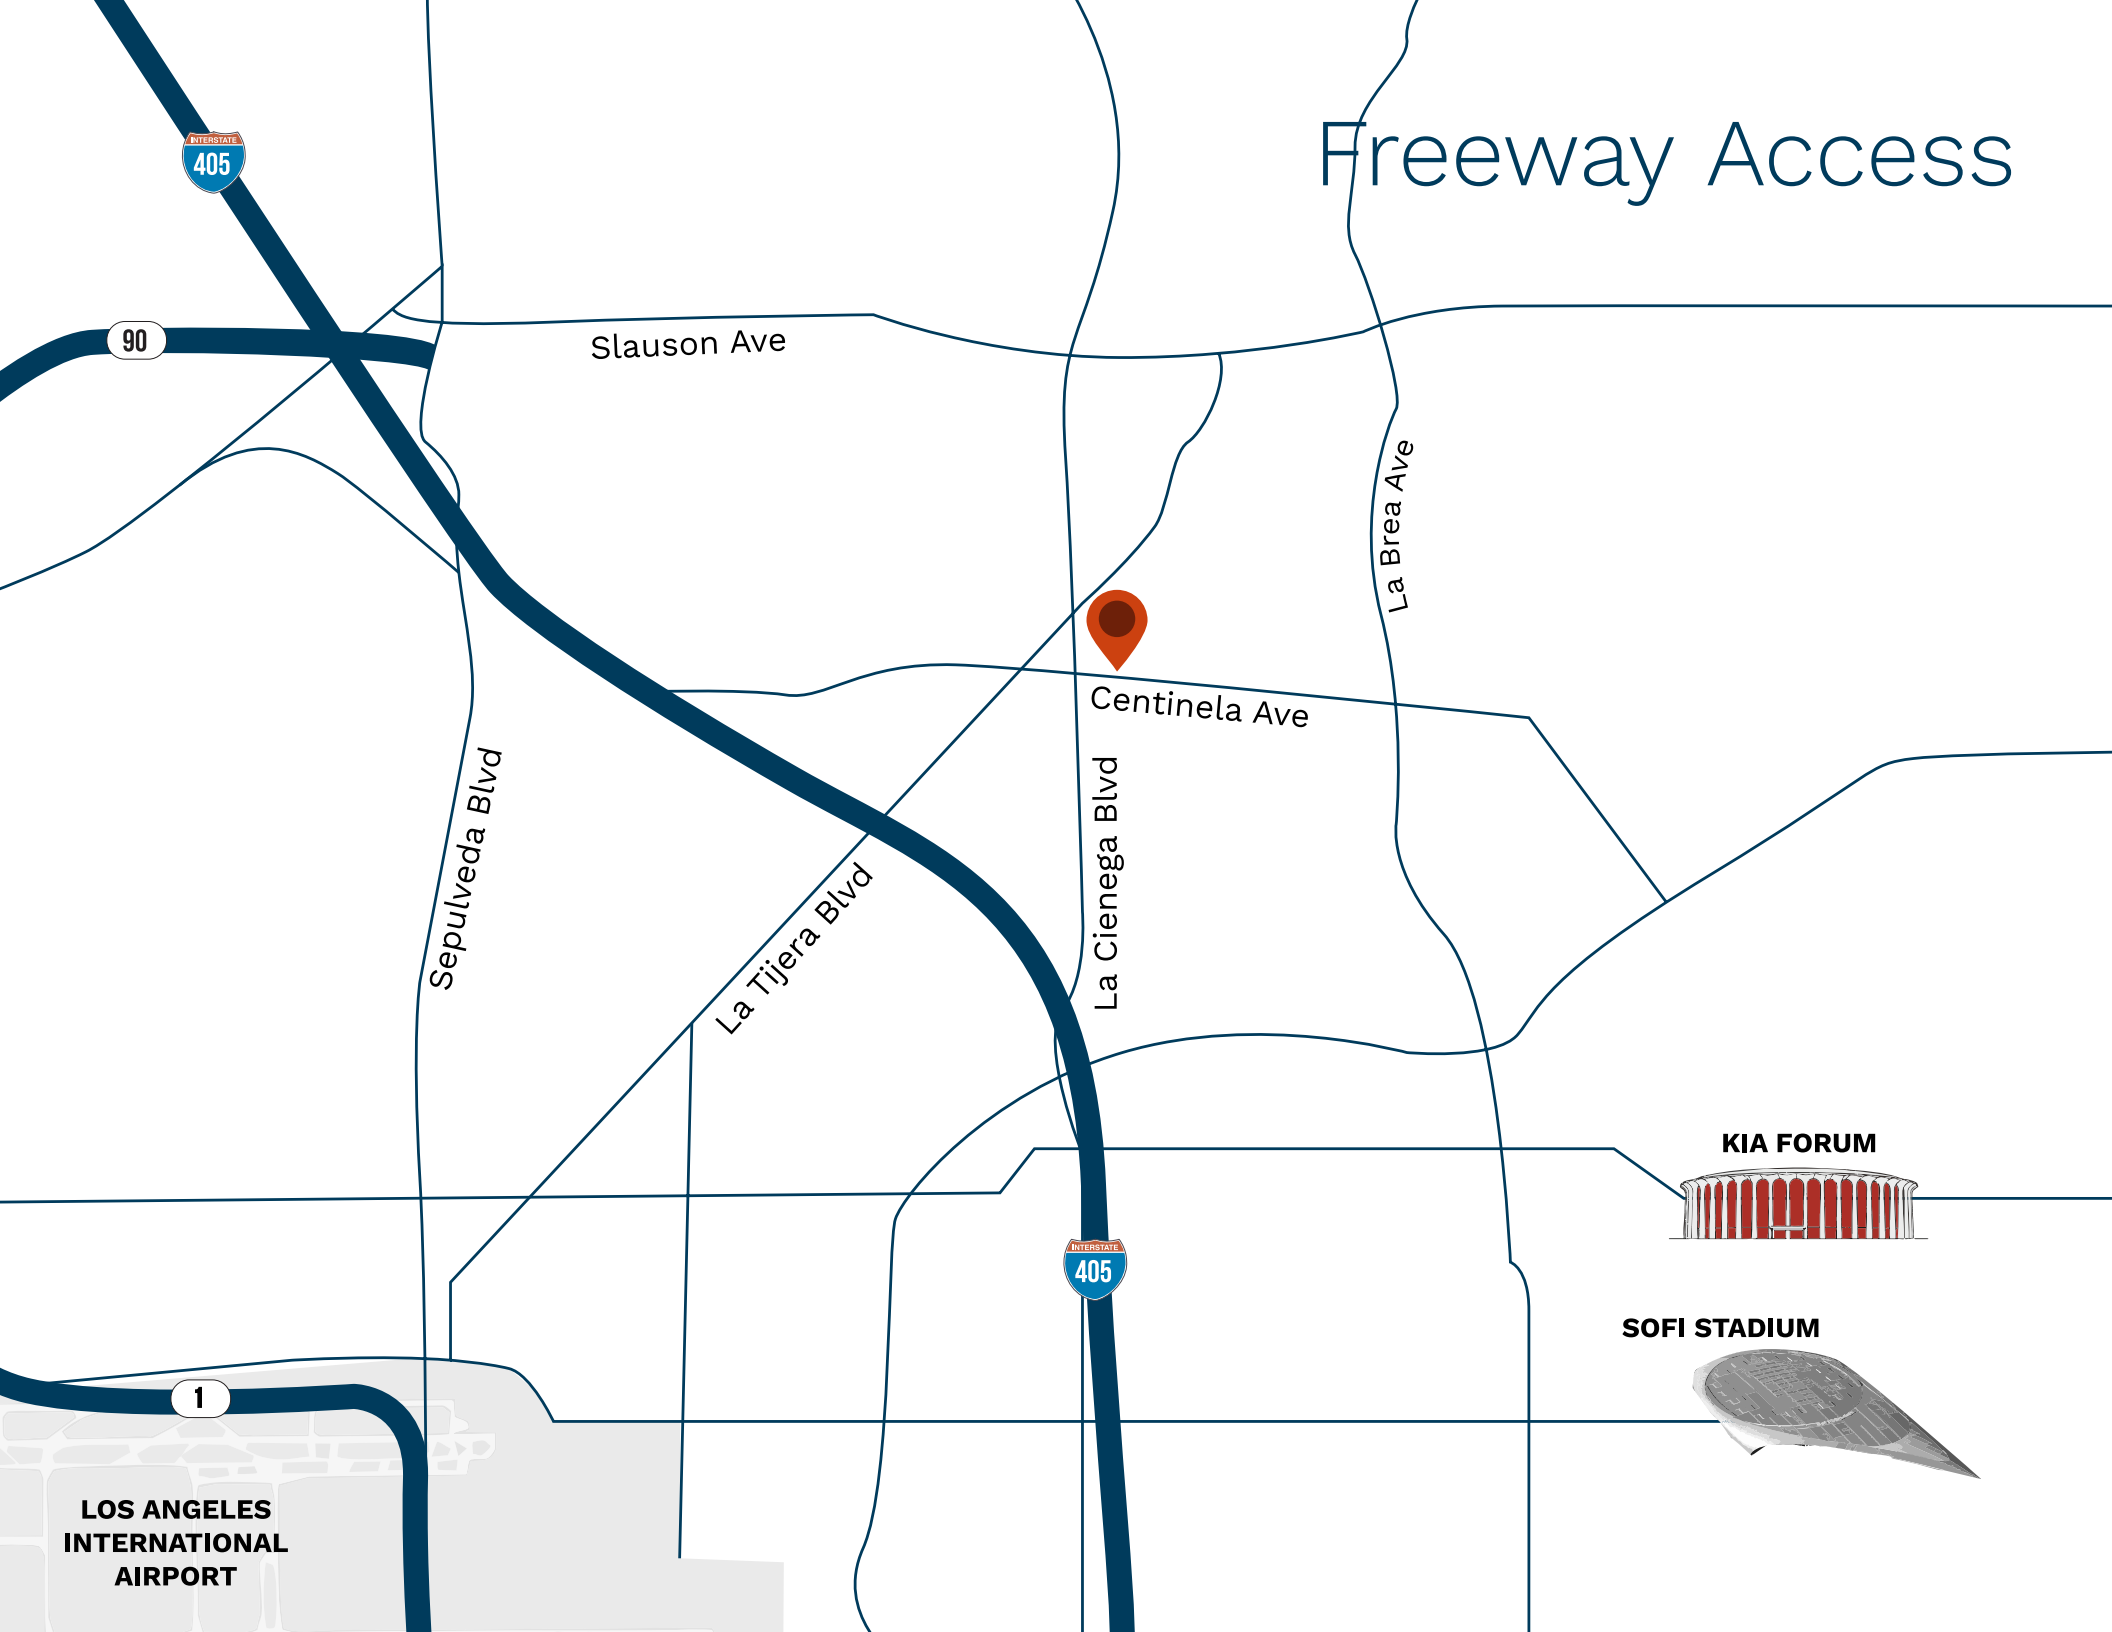 Freeway Access
INTERSTATE
405
90
Slauson Ave
La Brea Ave
Centinela Ave
Sepulveda Blvd
La Cienega Blvd
La Tijera Blvd
KIA FORUM
INTERSTATE
405
SOFI STADIUM
1
LOS ANGELES
INTERNATIONAL
AIRPORT